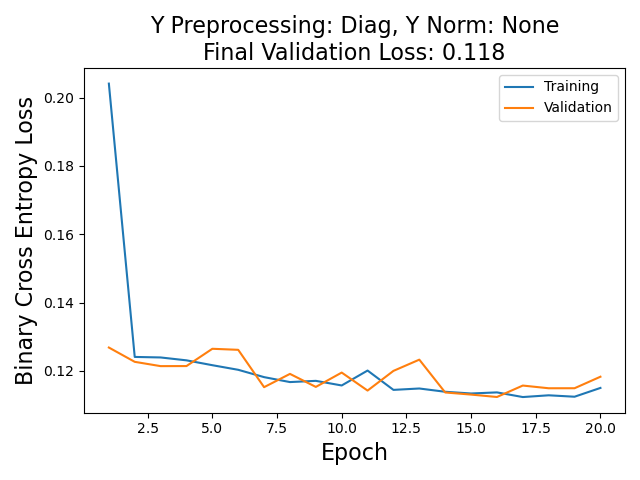 Y Preprocessing: Diag, Y Norm: None
Final Validation Loss: 0.118
Training
Validation
Binary Cross Entropy Loss
0.20
0.18
0.16
0.14
0.12
2.5 5.0 7.5 10.0 12.5 15.0 17.5 20.0
Epoch